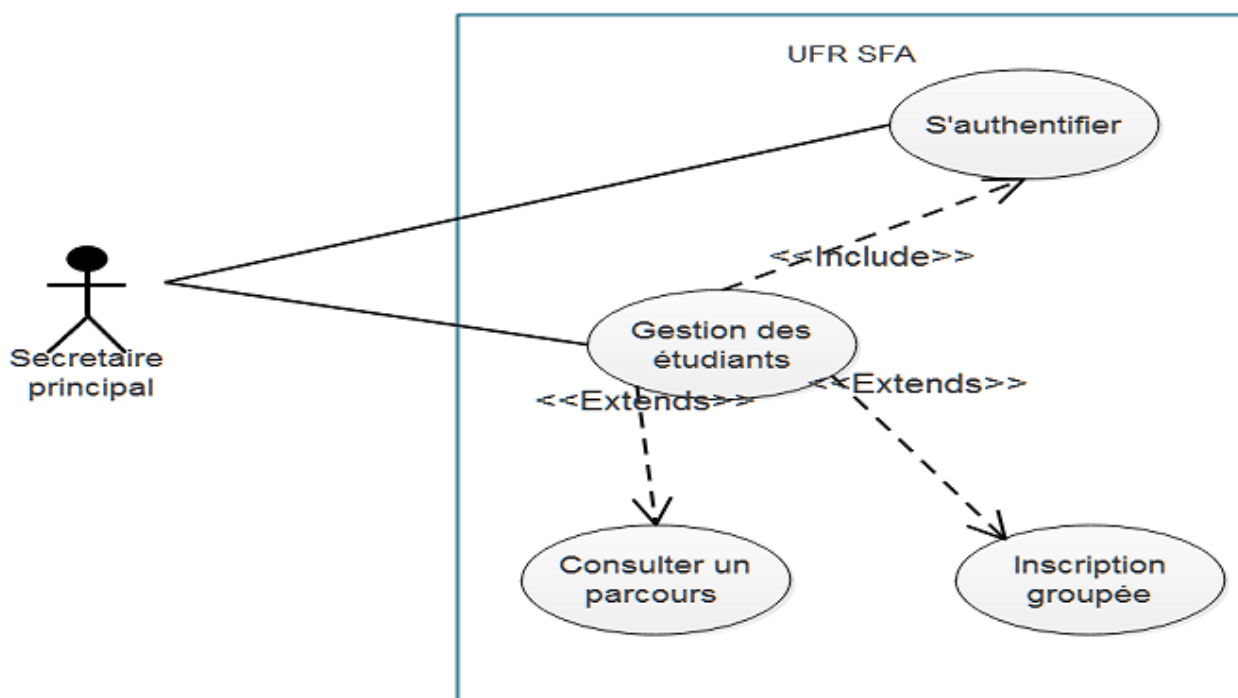 UFR SFA
S'authentifier
<<Include>>
Gestion des
étudiants
Secretaire
principal
<<Extends>>
<<Extends>>
Consulter un
parcours
Inscription
groupée